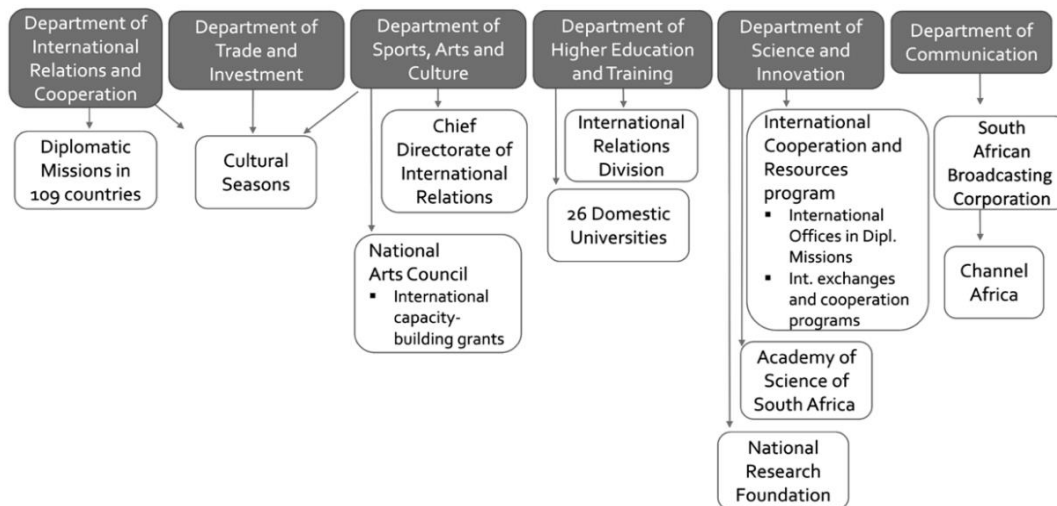 Department of
International
Relations and
Cooperation
Department of
Trade and
Investment
Department of
Sports, Arts and
Culture
Department of
Higher Education
and Training
Department of
Science and
Innovation
Department of
Communication
Diplomatic
Missions in
109 countries
Cultural
Seasons
Chief
Directorate of
International
Relations
National
Arts Council
▪ International
capacity-
building grants
International
Relations
Division
26 Domestic
Universities
International
Cooperation and
Resources
program
▪ International
Offices in Dipl.
Missions
▪ Int. exchanges
and cooperation
programs
Academy of
Science of
South Africa
National
Research
Foundation
South
African
Broadcasting
Corporation
Channel
Africa